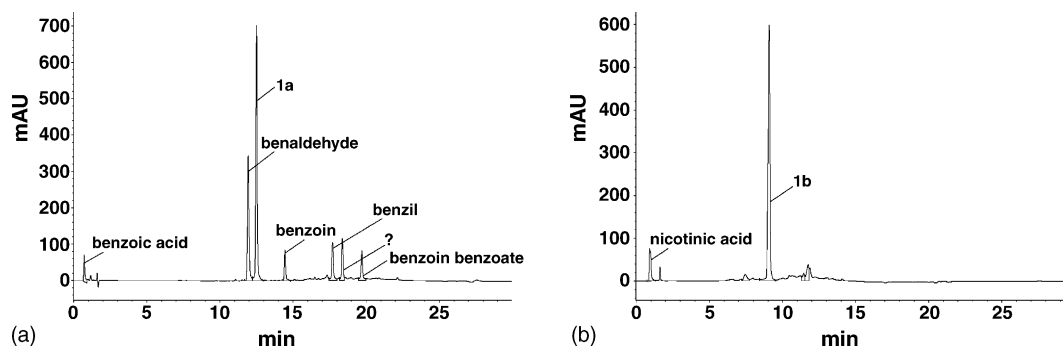 700
600
500
400
300
200
100
0
mAU
1a
benaldehyde
benzoic acid
benzoin
benzil
?
benzoin benzoate
0 5 10 15 20 25
min
(a)
600
500
400
300
200
100
0
mAU
1b
nicotinic acid
0 5 10 15 20 25
min
(b)